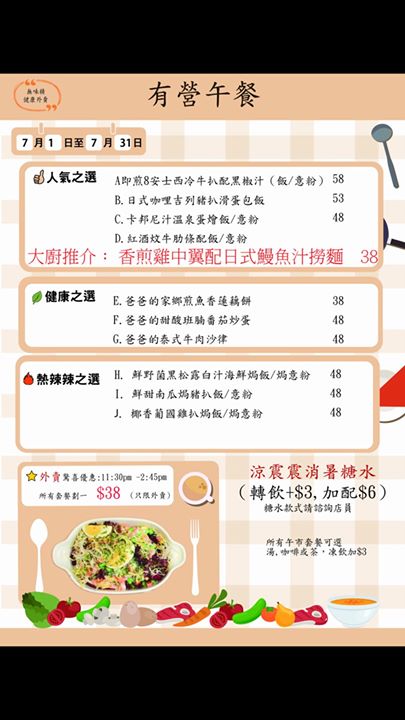 無味精
健康外賣
有營午餐
7 月 1 日至 7 月 31日
人氣之選
A即煎8安士西冷牛扒配黑椒汁 (飯/意粉) 58
B.日式咖哩吉列豬扒滑蛋包飯 53
C.卡邦尼汁溫泉蛋燴飯/意粉 48
D.紅酒炆牛肋條配飯/意粉
大廚推介： 香煎雞中翼配日式鰻魚汁撈麵 38
健康之選
E.爸爸的家鄉煎魚香蓮藕餅 38
F.爸爸的甜酸班腩番茄炒蛋 48
G.爸爸的泰式牛肉沙律 48
熱辣辣之選
H. 鮮野菌黑松露白汁海鮮焗飯/焗意粉 48
I. 鮮甜南瓜焗豬扒飯/意粉 48
J. 椰香葡國雞扒焗飯/焗意粉 48
外賣驚喜優惠:11:30pm -2:45pm
所有套餐劃一 $38 (只限外賣)
涼震震消暑糖水
(轉飲+$3,加配$6)
糖水款式請諮詢店員
所有午市套餐可選
湯,咖啡或茶，凍飲加$3